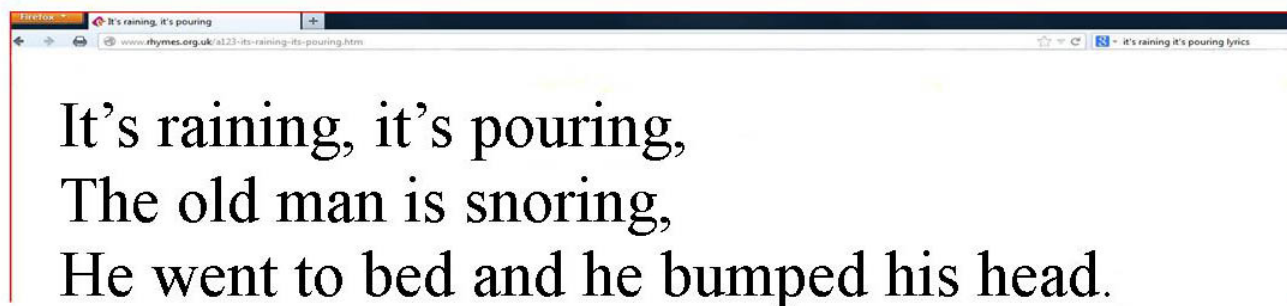 Firefox
It's raining, it's pouring
www.rhymes.org.uk/a123-its-raining-its-pouring.htm
it's raining it's pouring lyrics
It’s raining, it’s pouring,
The old man is snoring,
He went to bed and he bumped his head.